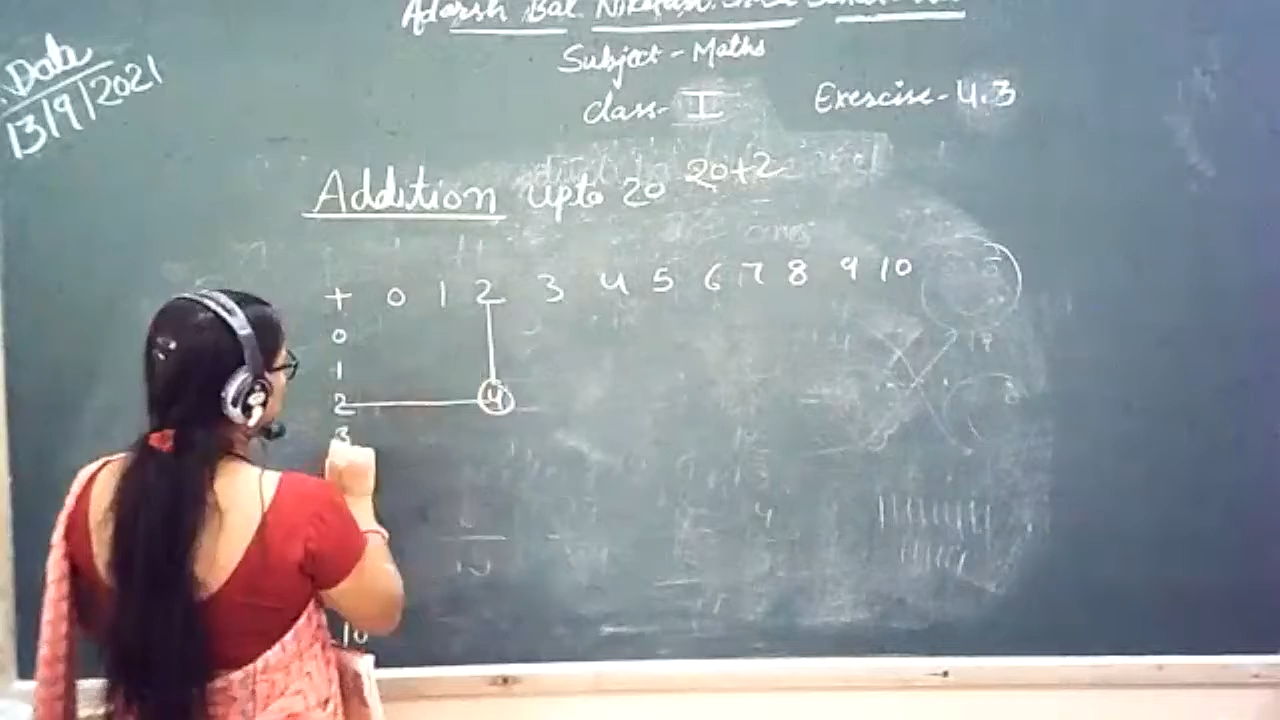 Adarsh Bal Niketan
Subject - Maths
Class - I Exercise - 4.3
Date
13/9/2021
Addition upto 20 20+2
+ 0 1 2 3 4 5 6 7 8 9 10
0
1
2 4
3
10